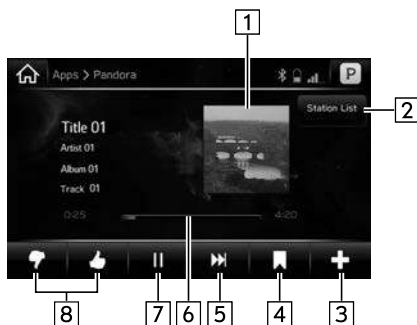 1
Apps > Pandora
P
Station List
2
Title 01
Artist 01
Album 01
Track 01
0:25
4:20
8
7
6
5
4
3